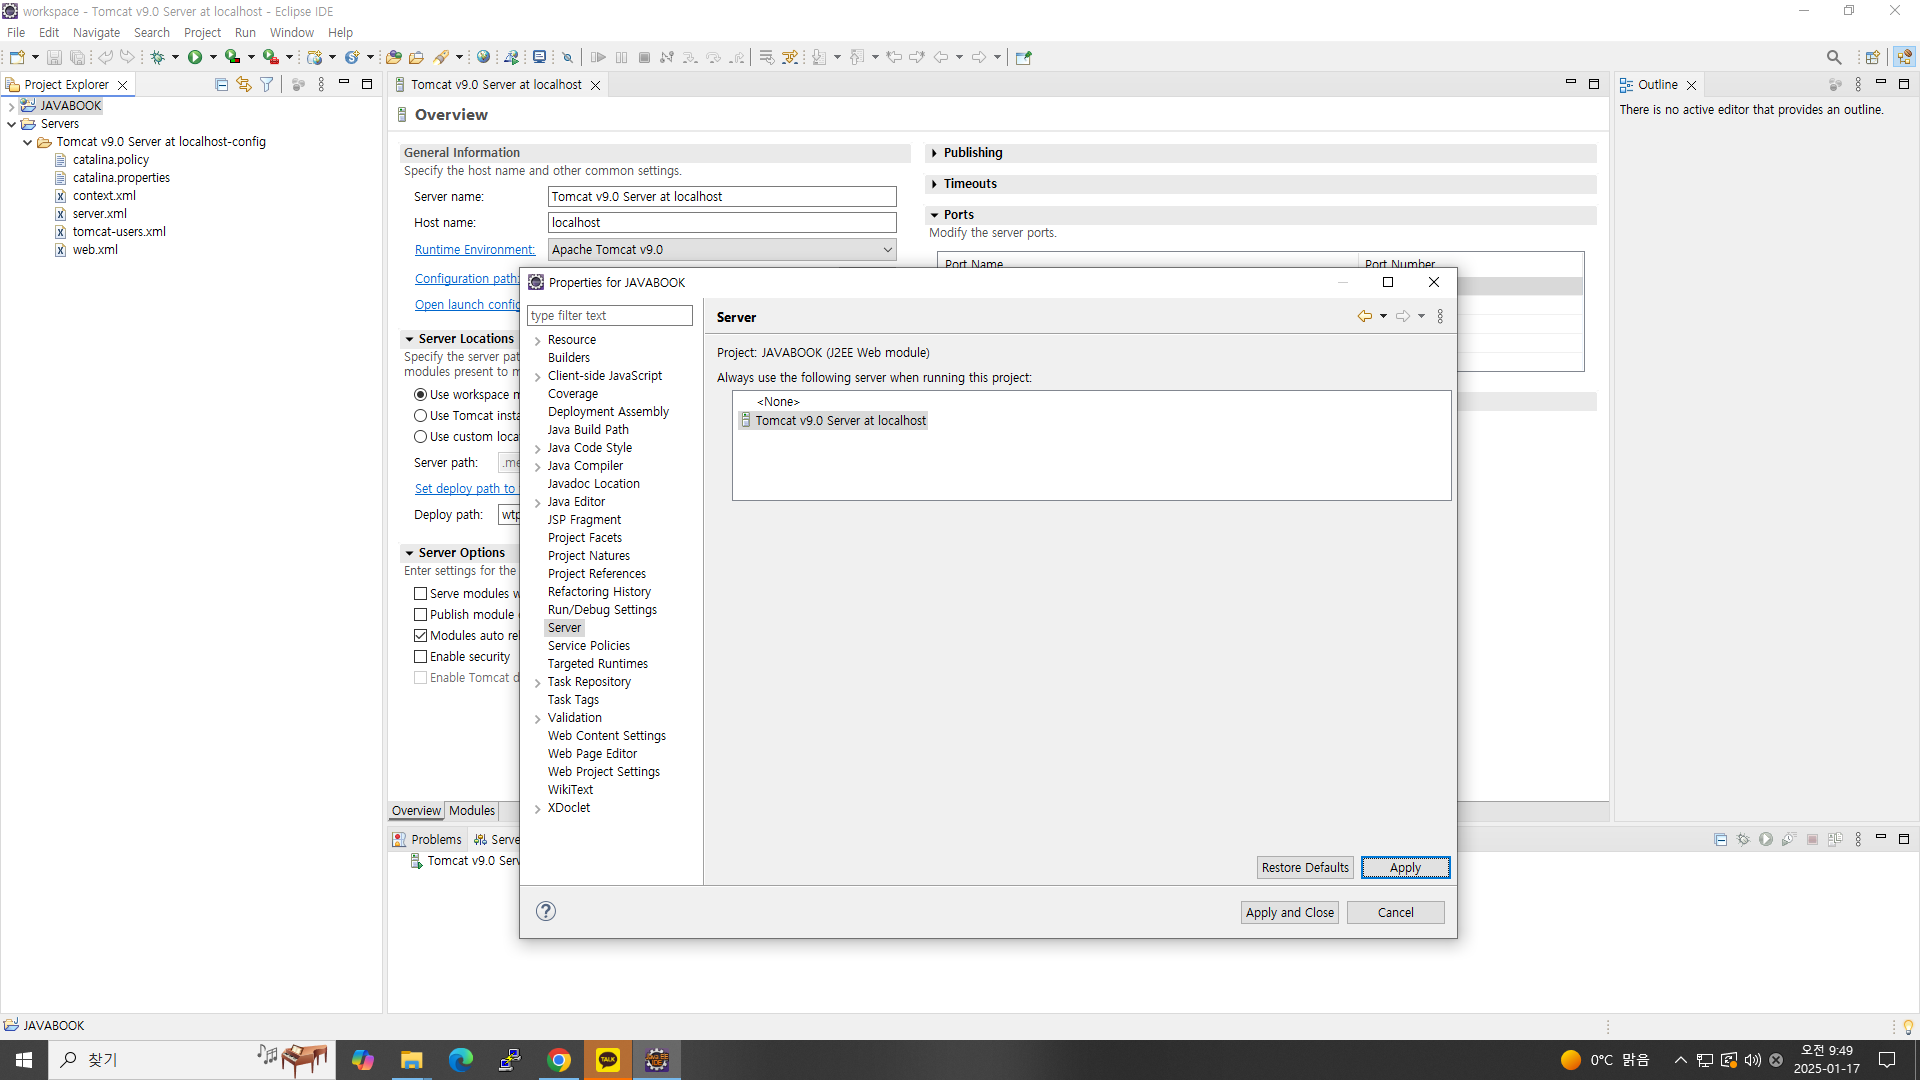 workspace - Tomcat v9.0 Server at localhost - Eclipse IDE
File Edit Navigate Search Project Run Window Help
Project Explorer
JAVABOOK
Servers
Tomcat v9.0 Server at localhost-config
catalina.policy
catalina.properties
context.xml
server.xml
tomcat-users.xml
web.xml
Tomcat v9.0 Server at localhost
Overview
General Information
Specify the host name and other common settings.
Server name: Tomcat v9.0 Server at localhost
Host name: localhost
Runtime Environment: Apache Tomcat v9.0
Configuration path:
Open launch config
Server Locations
Specify the server pat
modules present to m
Use workspace m
Use Tomcat insta
Use custom loca
Server path: .me
Set deploy path to
Deploy path: wtp
Server Options
Enter settings for the
Serve modules w
Publish module
Modules auto rel
Enable security
Enable Tomcat d
Publishing
Timeouts
Ports
Modify the server ports.
Port Name Port Number
Overview Modules
Problems Serve
Tomcat v9.0 Serv
Outline
There is no active editor that provides an outline.
Properties for JAVABOOK
type filter text
Resource
Builders
Client-side JavaScript
Coverage
Deployment Assembly
Java Build Path
Java Code Style
Java Compiler
Javadoc Location
Java Editor
JSP Fragment
Project Facets
Project Natures
Project References
Refactoring History
Run/Debug Settings
Server
Service Policies
Targeted Runtimes
Task Repository
Task Tags
Validation
Web Content Settings
Web Page Editor
Web Project Settings
WikiText
XDoclet
Server
Project: JAVABOOK (J2EE Web module)
Always use the following server when running this project:
<None>
Tomcat v9.0 Server at localhost
Restore Defaults Apply
Apply and Close Cancel
JAVABOOK
찾기
TALK
Java EE
IDE
0°C 맑음
오전 9:49
2025-01-17